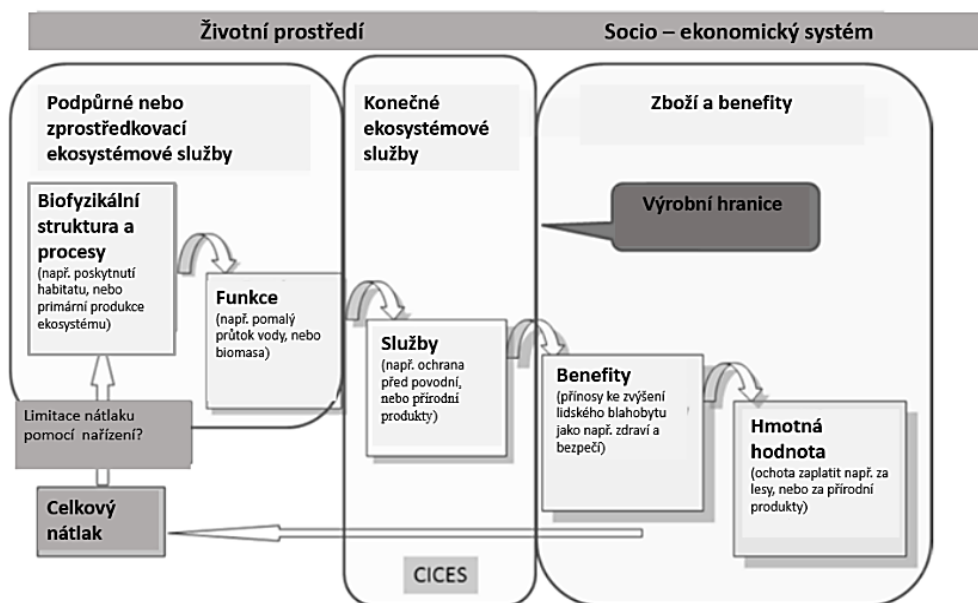 Životní prostředí
Socio – ekonomický systém
Podpůrné nebo
zprostředkovací
ekosystémové služby
Konečné
ekosystémové
služby
Zboží a benefity
Biofyzikální
struktura a
procesy
(např. poskytnutí
habitatu, nebo
primární produkce
ekosystému)
Výrobní hranice
Funkce
(např. pomalý
průtok vody, nebo
biomasa)
Služby
(např. ochrana
před povodní,
nebo přírodní
produkty)
Benefity
(přínosy ke zvýšení
lidského blahobytu
jako např. zdraví a
bezpečí)
Hmotná
hodnota
(ochota zaplatit např. za
lesy, nebo za přírodní
produkty)
Limitace nátlaku
pomocí nařízení?
Celkový
nátlak
CICES